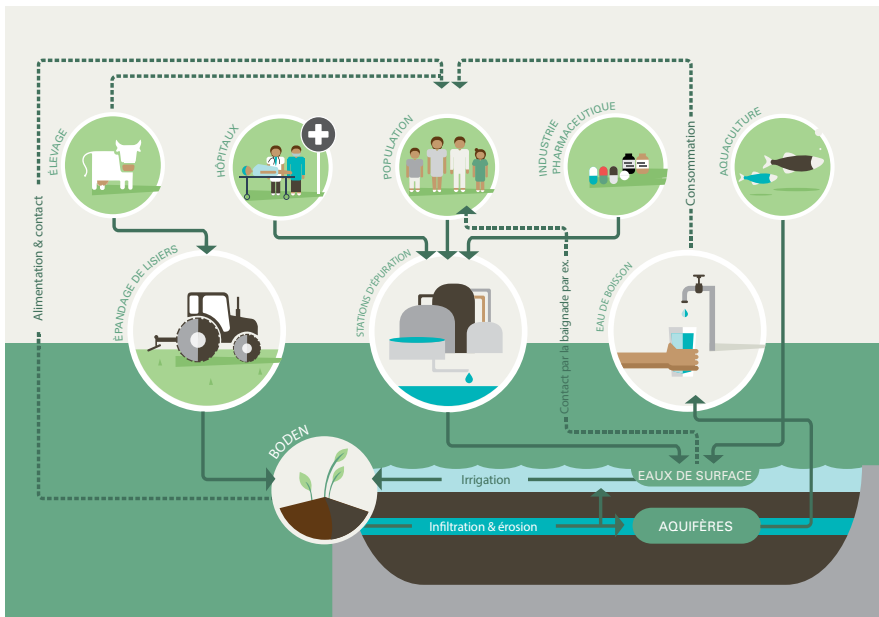 ÉLEVAGE
HÔPITAUX
POPULATION
INDUSTRIE
PHARMACEUTIQUE
AQUACULTURE
Alimentation & contact
Consommation
ÉPANDAGE DE LISIERS
STATIONS D'ÉPURATION
Contact par la baignade par ex.
EAU DE BOISSON
BODEN
Irrigation
EAUX DE SURFACE
Infiltration & érosion
AQUIFÈRES